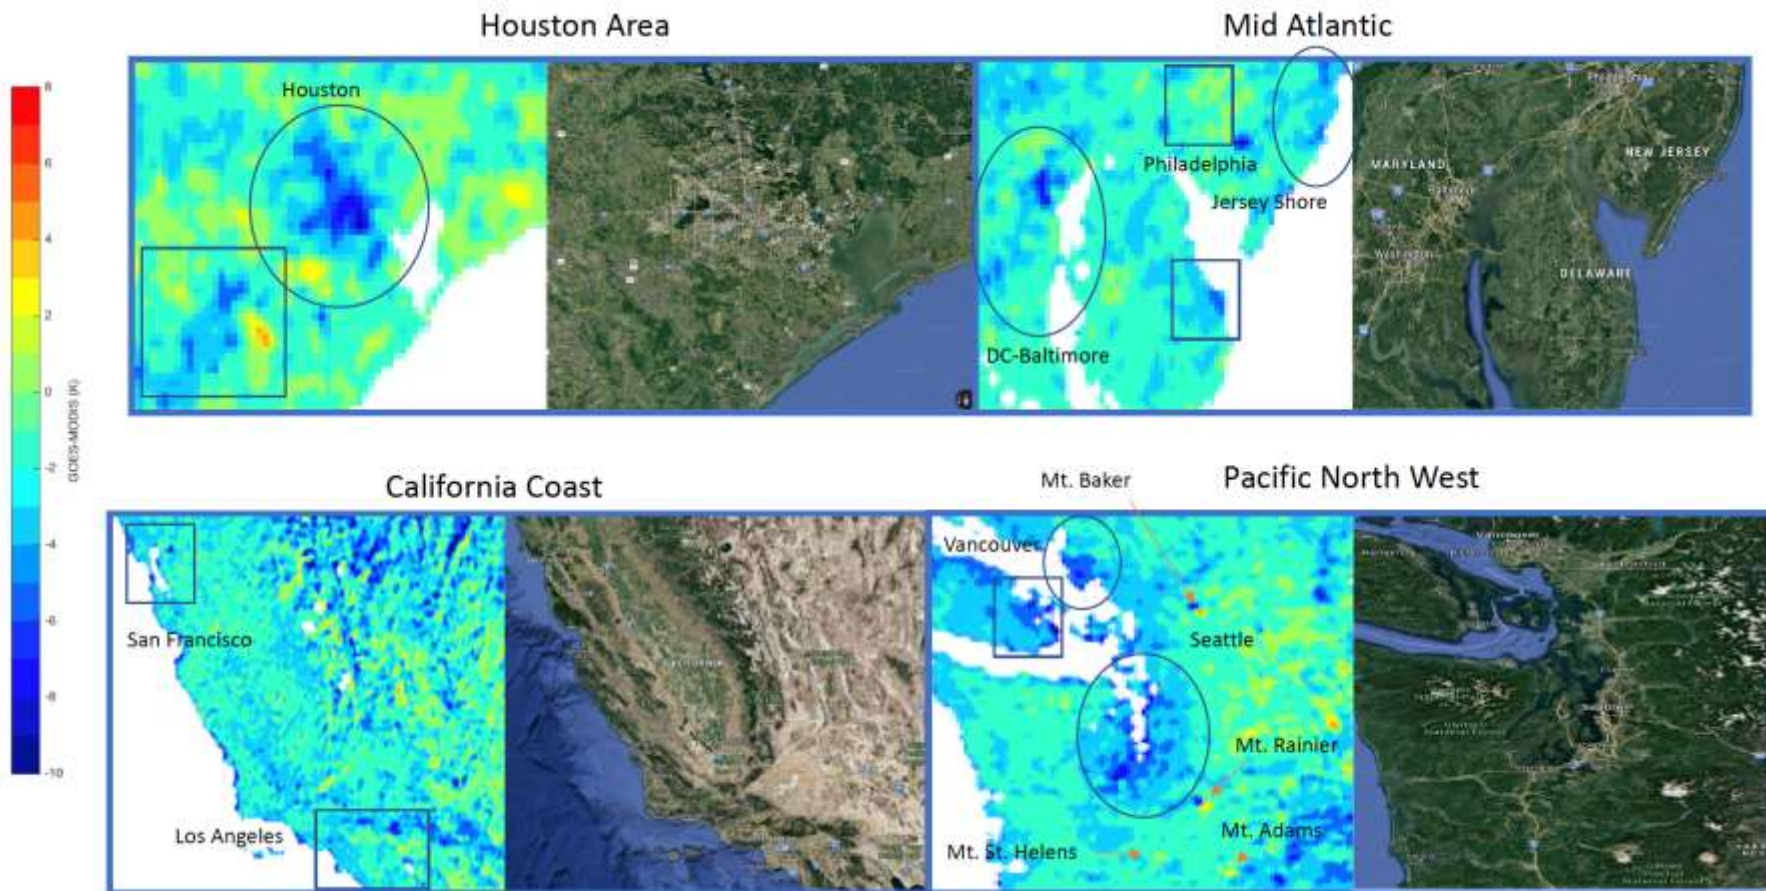 Houston Area
Mid Atlantic
Houston
Philadelphia
Jersey Shore
DC-Baltimore
MARYLAND
NEW JERSEY
Washington
DELAWARE
8
6
4
2
0
-2
-4
-6
-8
-10
GOES-MODIS (K)
California Coast
Mt. Baker
Pacific North West
San Francisco
Los Angeles
Vancouver
Seattle
Mt. Rainier
Mt. Adams
Mt. St. Helens